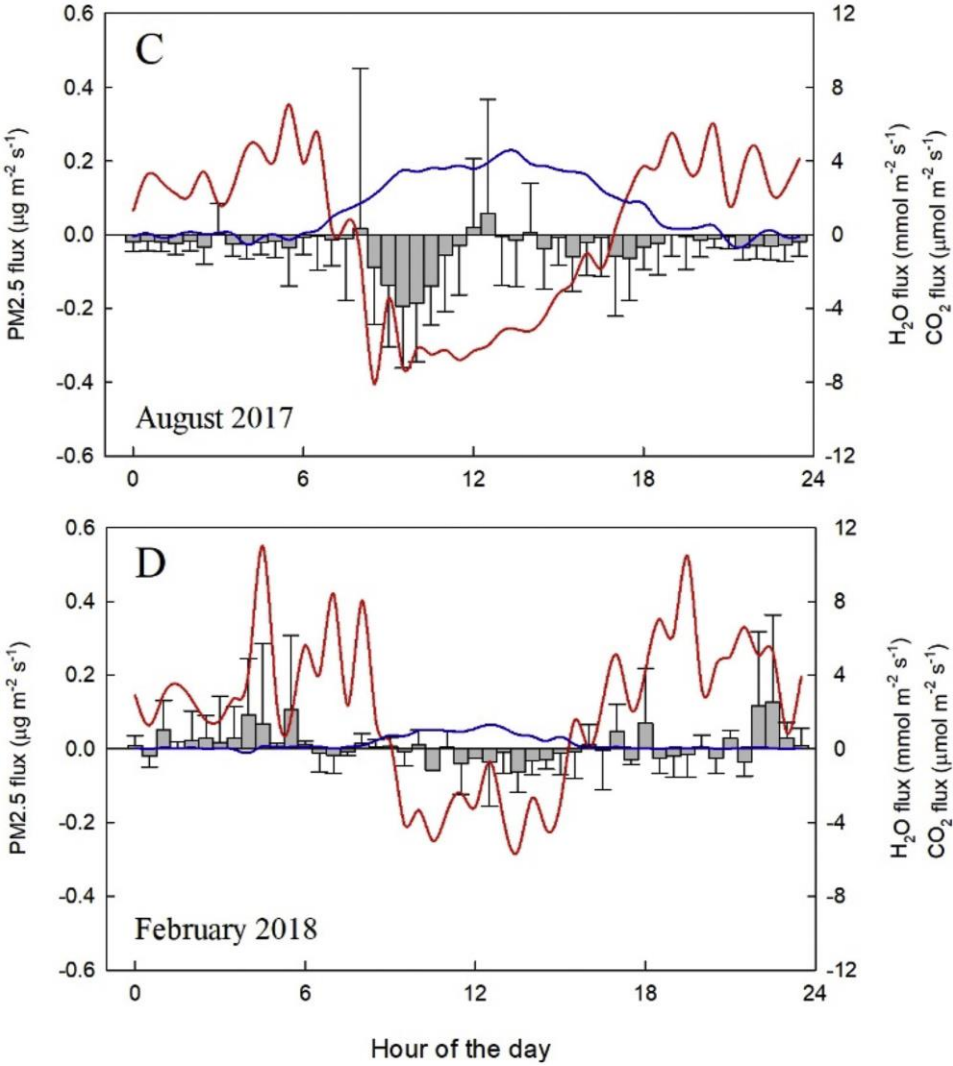 C
0.6
0.4
0.2
0.0
-0.2
-0.4
-0.6
PM2.5 flux (µg m⁻² s⁻¹)
12
8
4
0
-4
-8
-12
H₂O flux (mmol m⁻² s⁻¹)
CO₂ flux (µmol m⁻² s⁻¹)
August 2017
0 6 12 18 24
D
0.6
0.4
0.2
0.0
-0.2
-0.4
-0.6
PM2.5 flux (µg m⁻² s⁻¹)
12
8
4
0
-4
-8
-12
H₂O flux (mmol m⁻² s⁻¹)
CO₂ flux (µmol m⁻² s⁻¹)
February 2018
0 6 12 18 24
Hour of the day